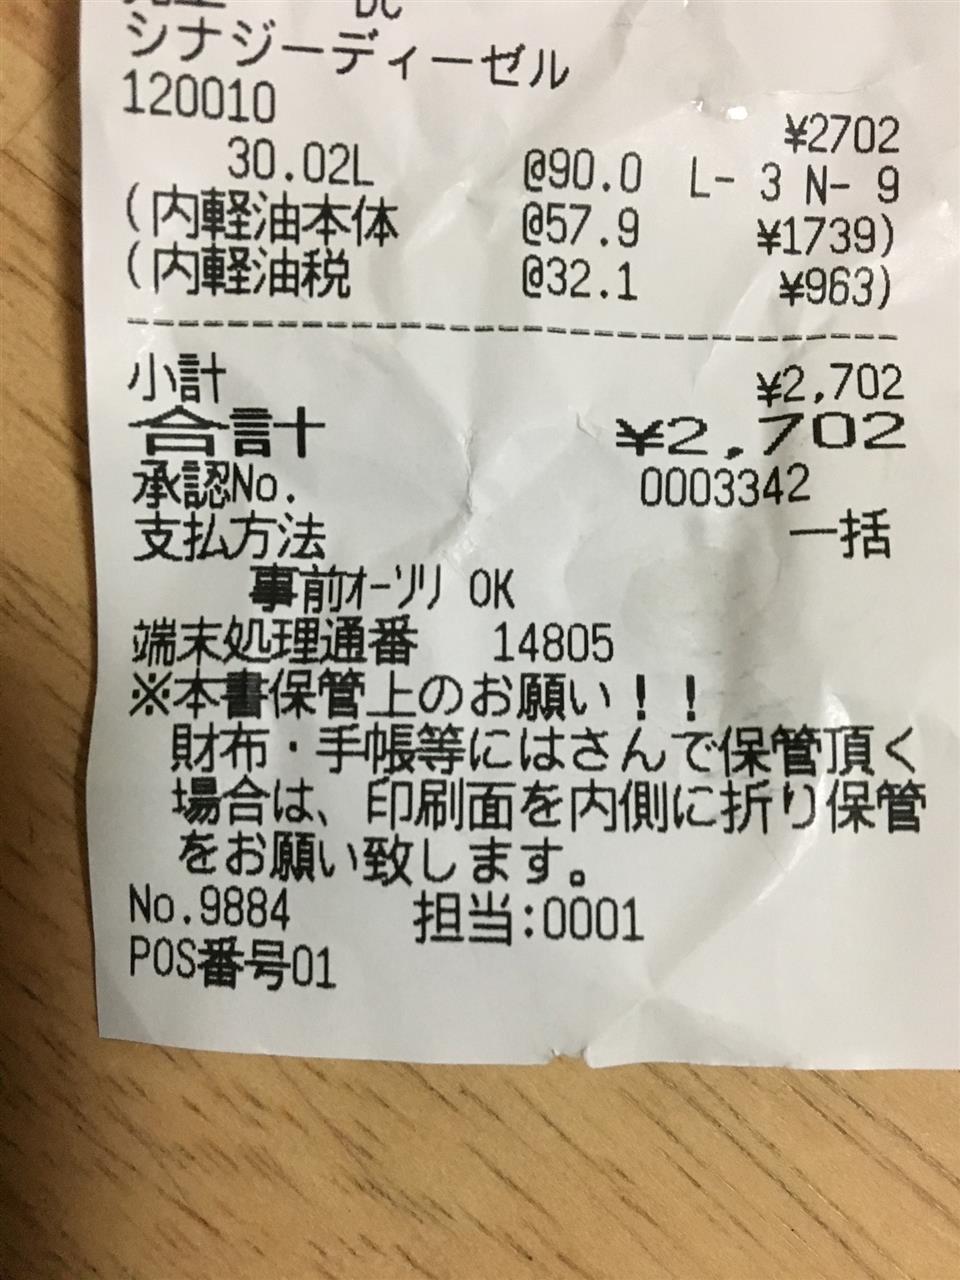 DC
シナジーディーゼル
120010
¥2702
30.02L @90.0 L- 3 N- 9
(内軽油本体 @57.9 ¥1739)
(内軽油税 @32.1 ¥963)
小計 ¥2,702
合計 ¥2,702
承認No. 0003342
支払方法 一括
事前オーソリ OK
端末処理通番 14805
※本書保管上のお願い!!
財布・手帳等にはさんで保管頂く
場合は、印刷面を内側に折り保管
をお願い致します。
No.9884 担当:0001
POS番号01